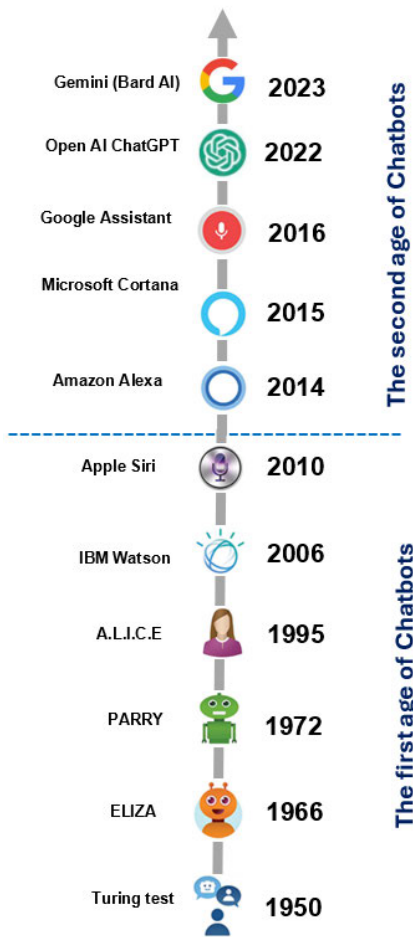 Gemini (Bard AI) 2023
Open AI ChatGPT 2022
Google Assistant 2016
Microsoft Cortana 2015
Amazon Alexa 2014
The second age of Chatbots
Apple Siri 2010
IBM Watson 2006
A.L.I.C.E 1995
PARRY 1972
ELIZA 1966
Turing test 1950
The first age of Chatbots